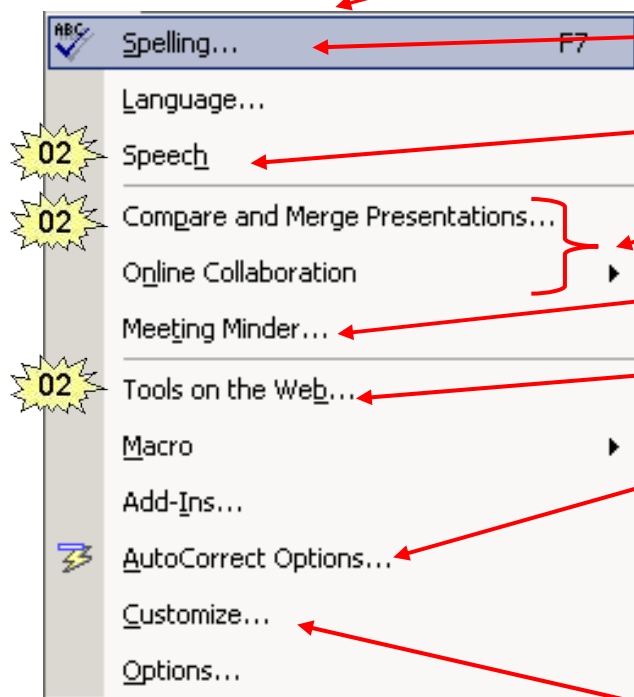 ABC Spelling... F7
Language...
02 Speech
02 Compare and Merge Presentations...
Online Collaboration
Meeting Minder...
02 Tools on the Web...
Macro
Add-Ins...
AutoCorrect Options...
Customize...
Options...